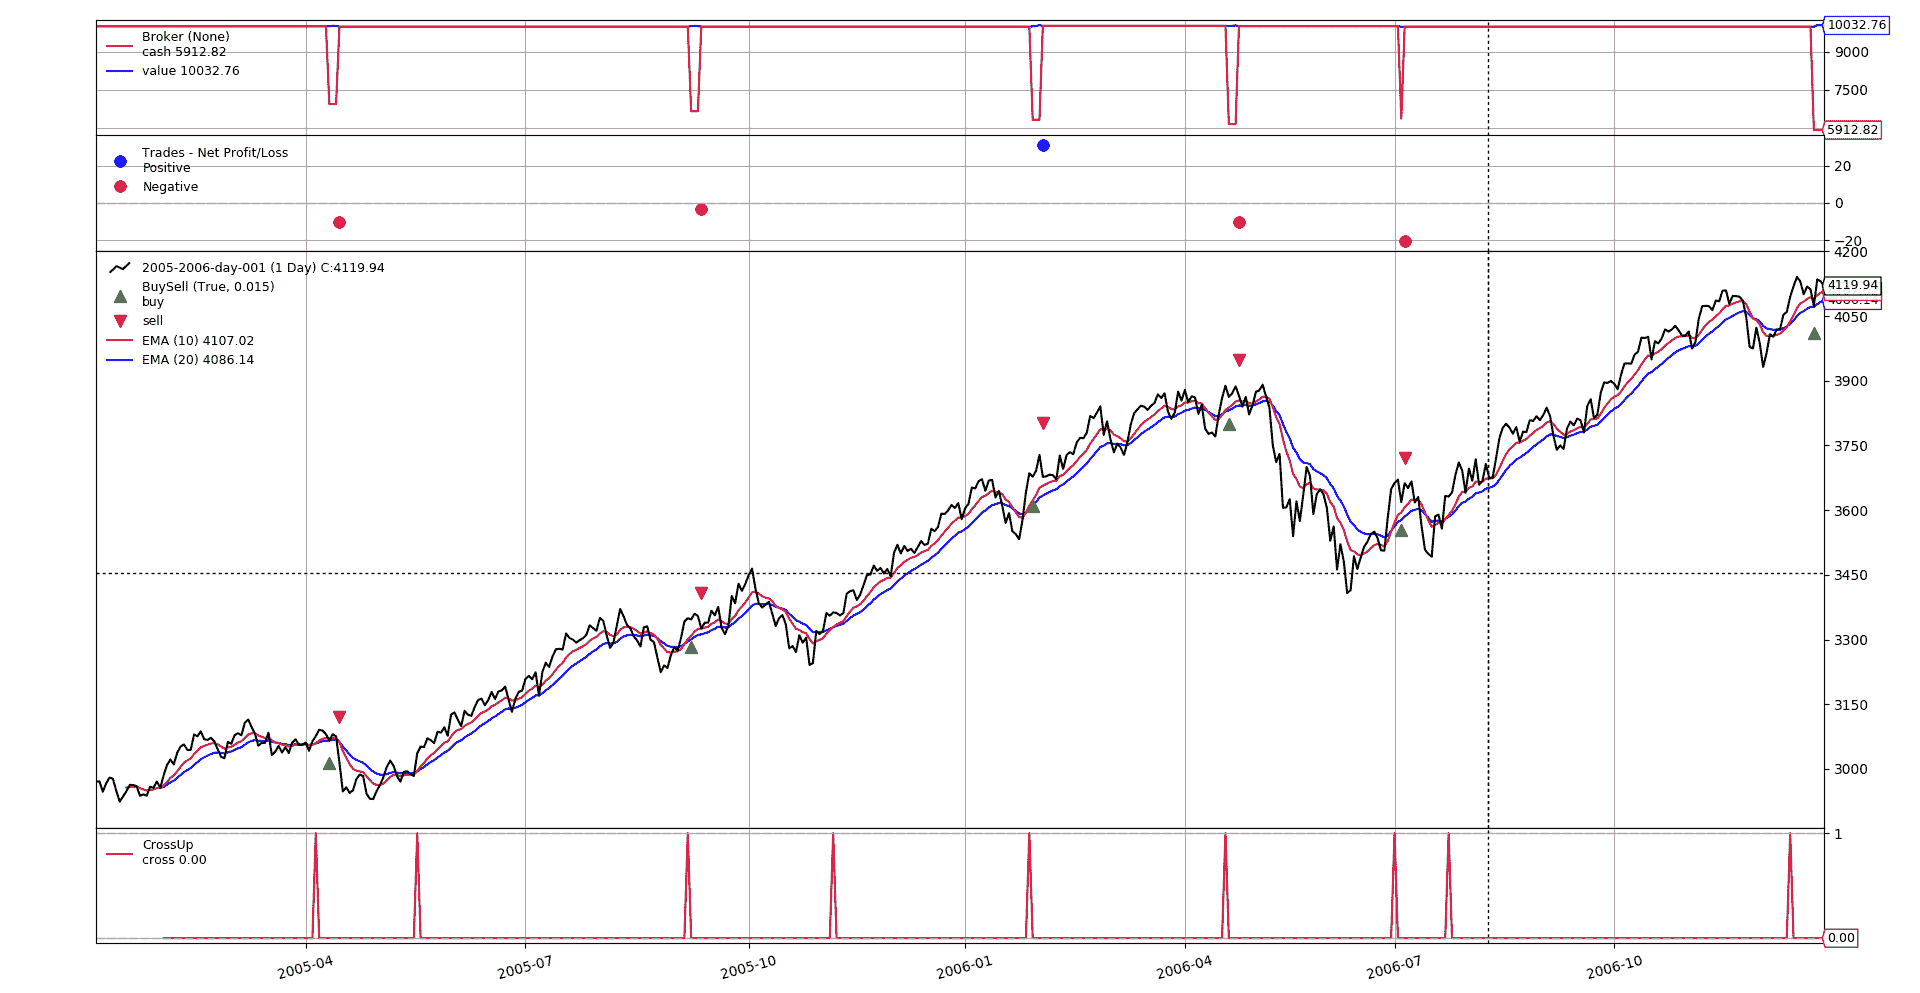 10032.76
Broker (None)
cash 5912.82
value 10032.76
9000
7500
5912.82
Trades - Net Profit/Loss
Positive
Negative
20
0
−20
4200
2005-2006-day-001 (1 Day) C:4119.94
BuySell (True, 0.015)
buy
sell
EMA (10) 4107.02
EMA (20) 4086.14
4119.94
4086.14
4050
3900
3750
3600
3450
3300
3150
3000
CrossUp
cross 0.00
1
0.00
2005-04
2005-07
2005-10
2006-01
2006-04
2006-07
2006-10